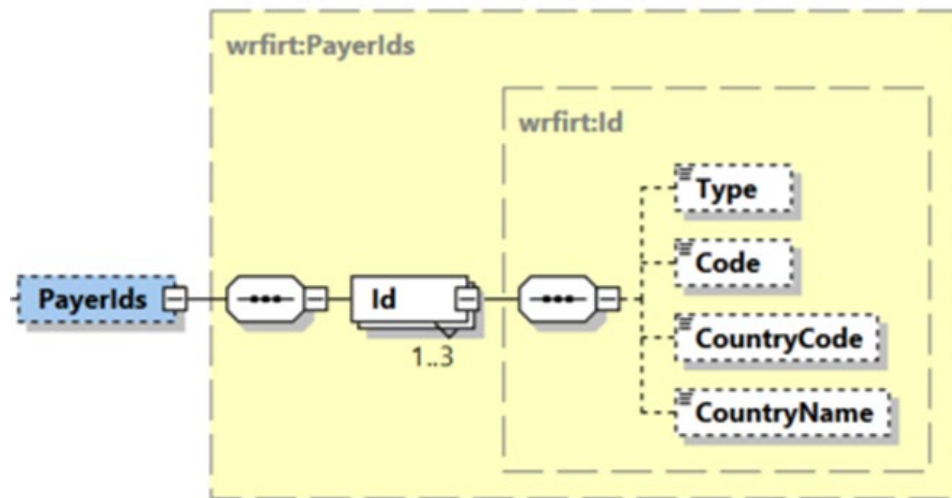 wrfirt:PayerIds
wrfirt:Id
Type
Code
PayerIds
Id
CountryCode
1..3
CountryName